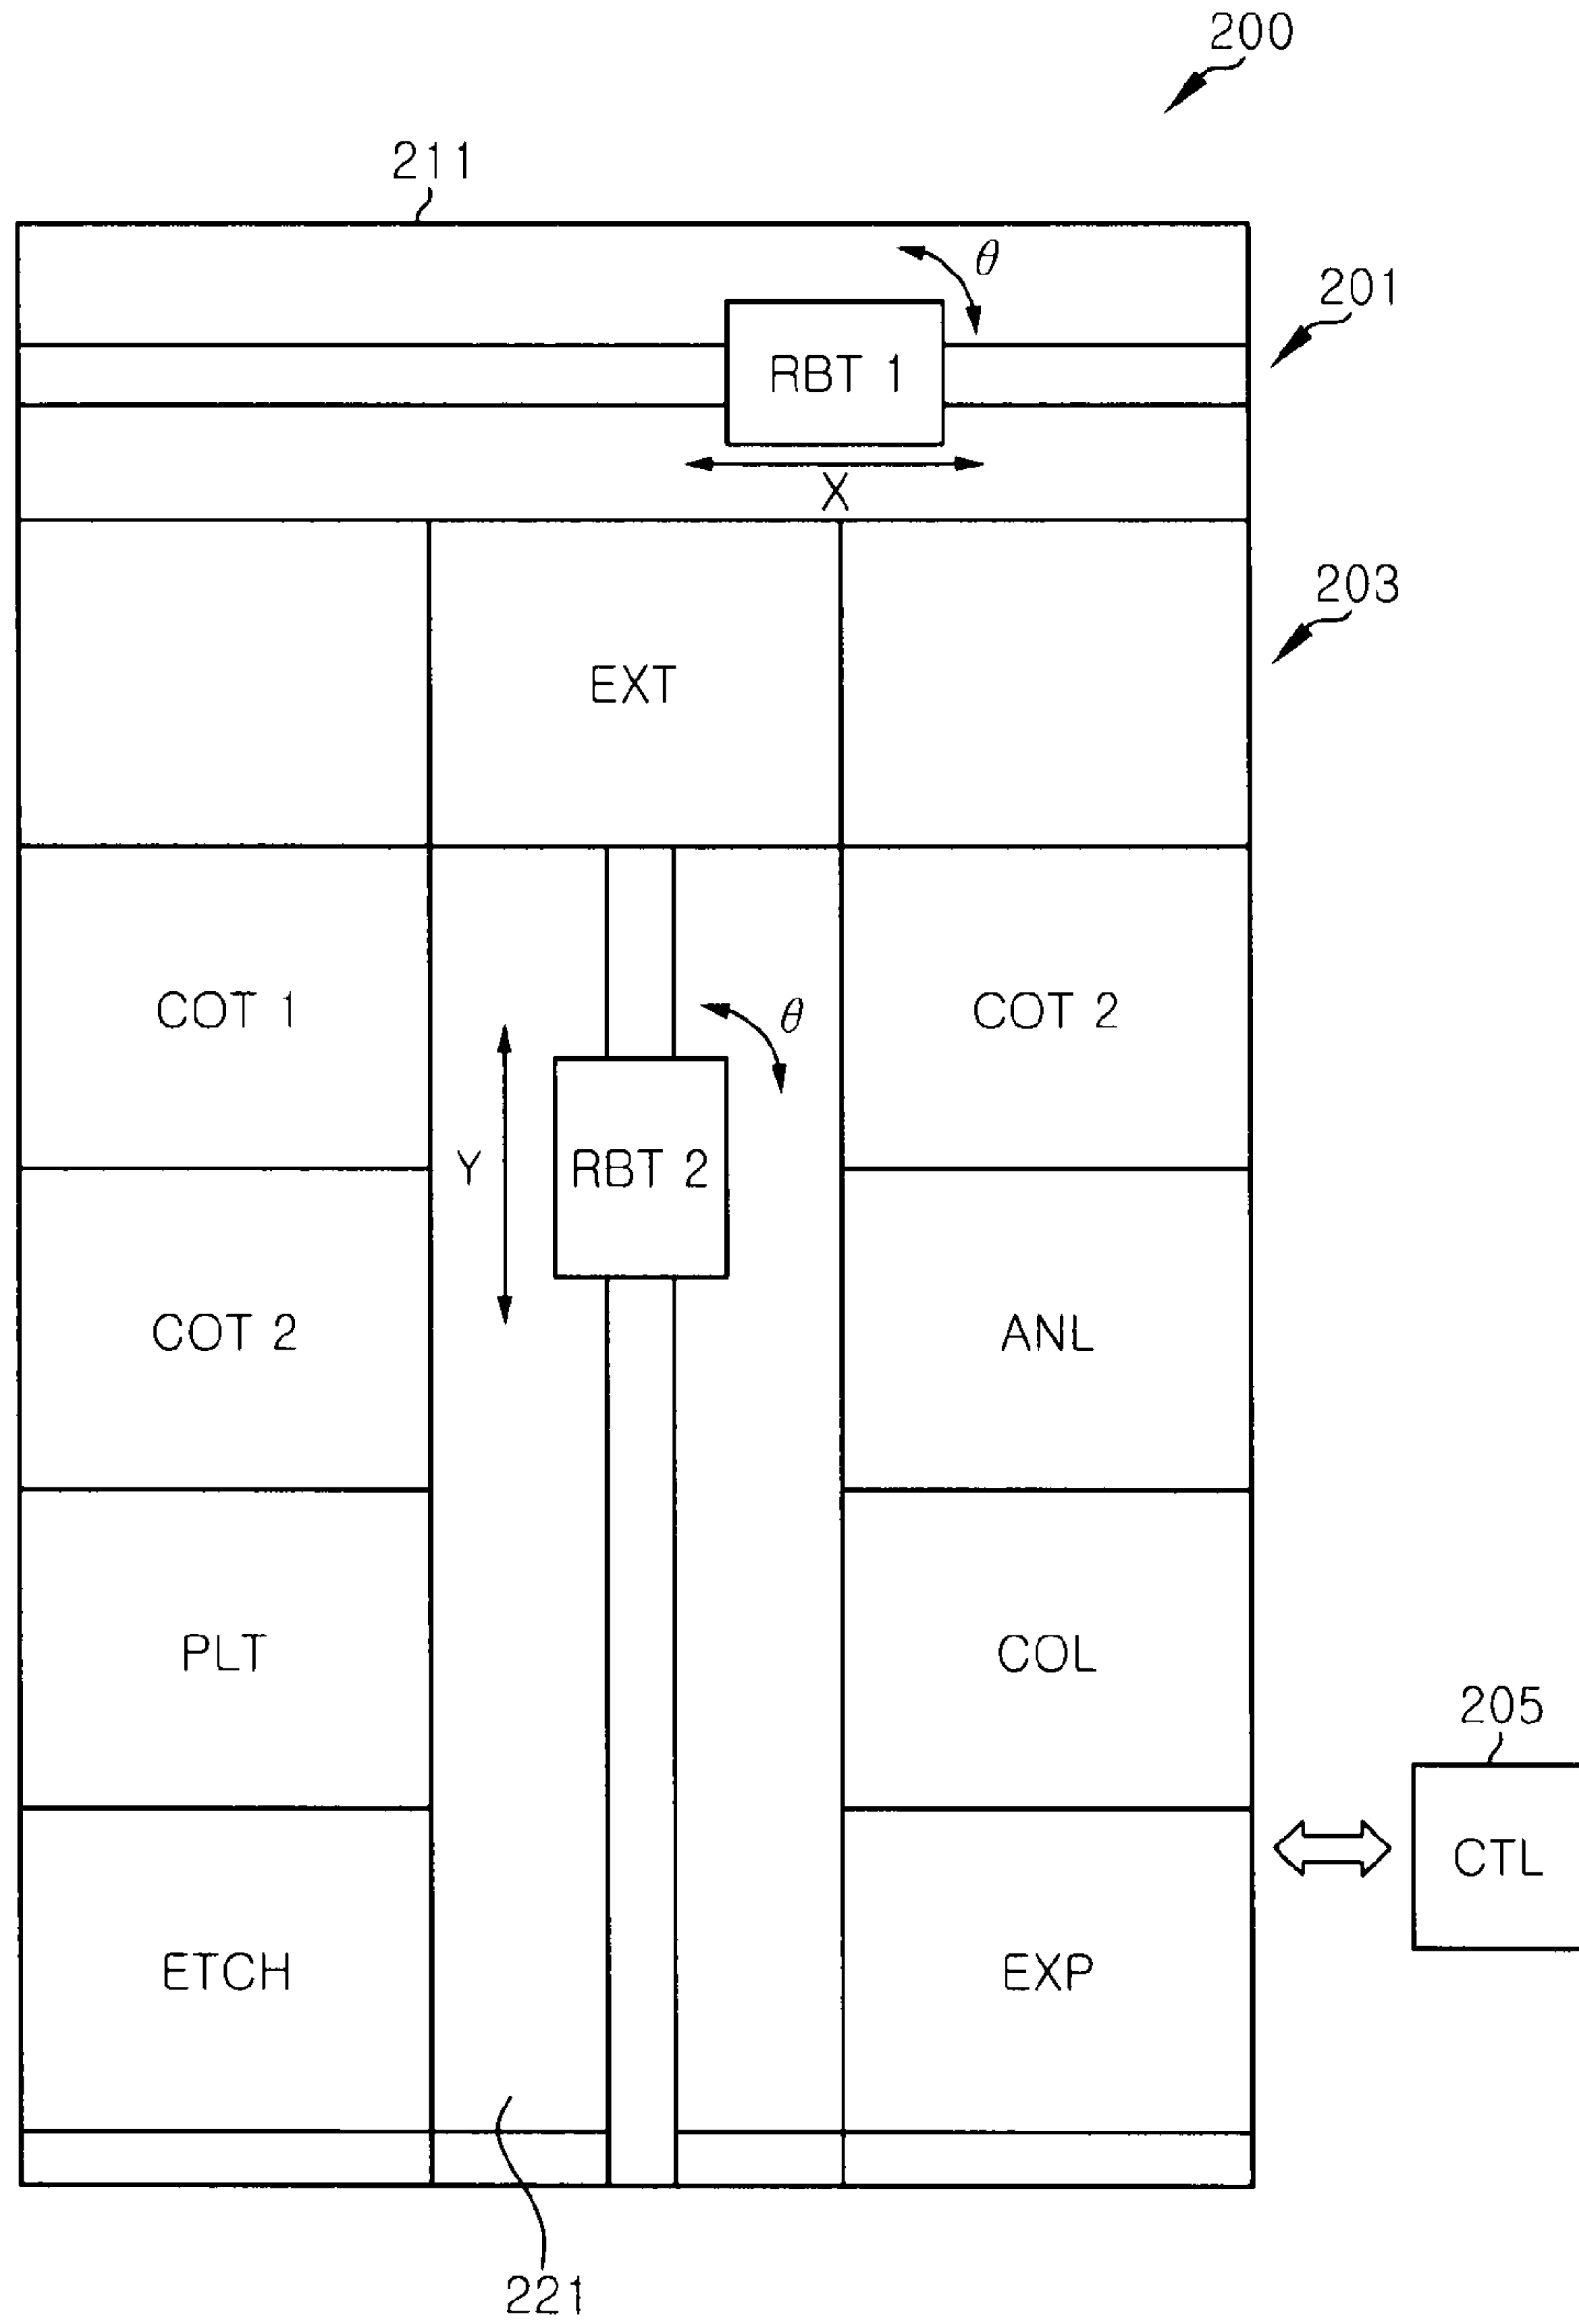 200
211
θ
201
RBT 1
X
203
EXT
COT 1
COT 2
θ
Y
RBT 2
COT 2
ANL
PLT
COL
205
CTL
ETCH
EXP
221